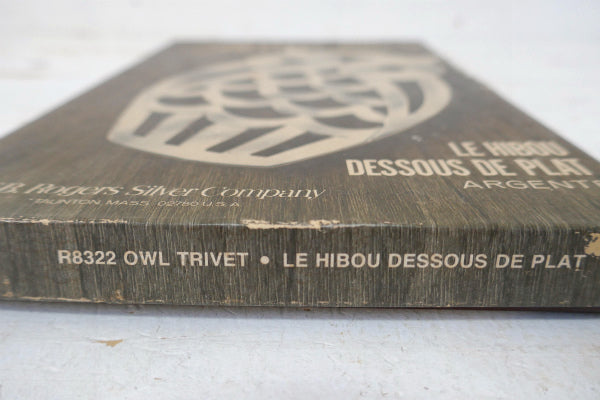 LE HIBOU
DESSOUS DE PLAT
B. Rogers Silver Company
TAUNTON, MASS. 02780 U.S.A.
R8322 OWL TRIVET • LE HIBOU DESSOUS DE PLAT